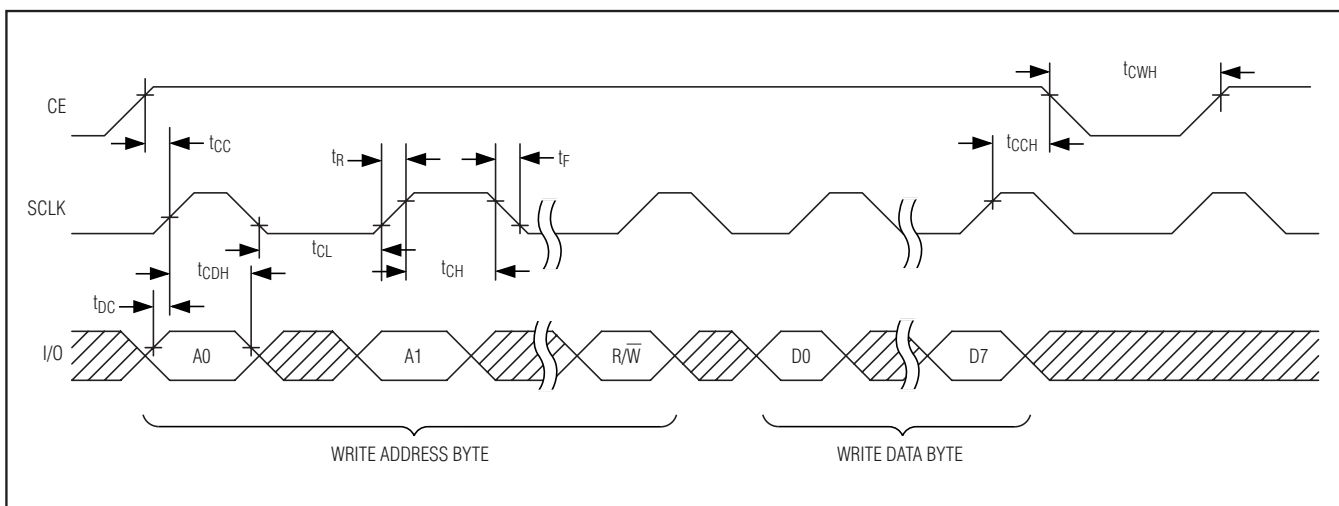 CE
tCWH
tCC
tR
tF
tCCH
SCLK
tCL
tCDH
tCH
tDC
I/O
A0
A1
R/W̅
D0
D7
WRITE ADDRESS BYTE
WRITE DATA BYTE